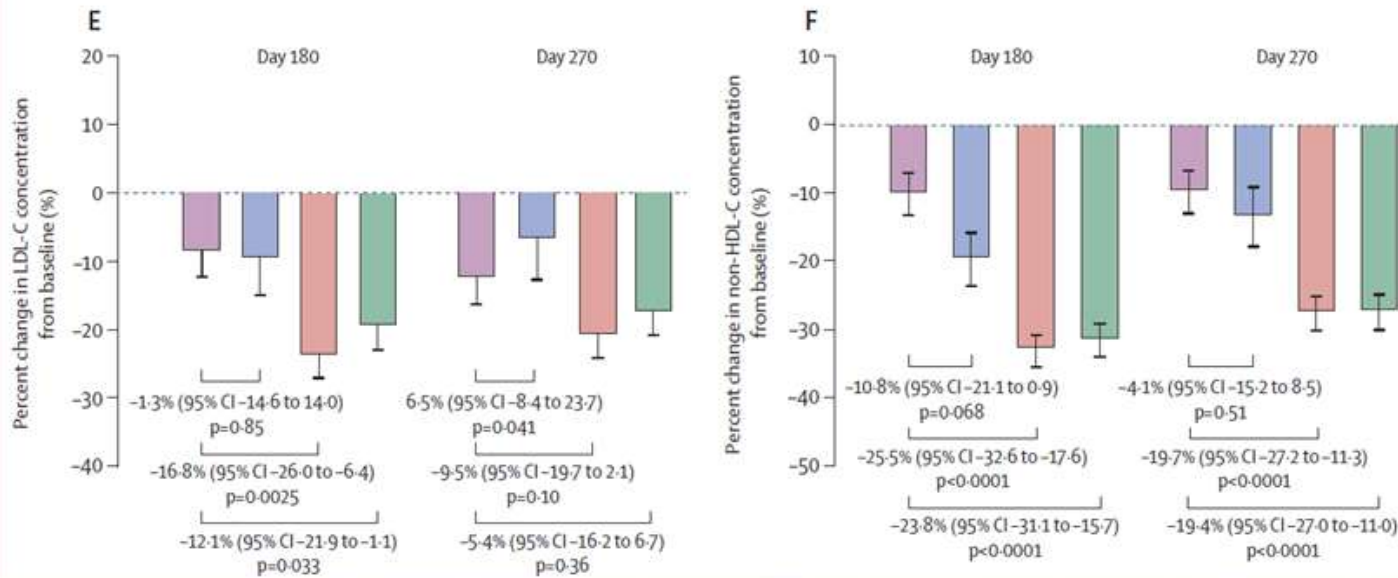 E
Percent change in LDL-C concentration
from baseline (%)
20
10
0
−10
−20
−30
−40
Day 180
Day 270
−1·3% (95% CI −14·6 to 14·0)
p=0·85
−16·8% (95% CI −26·0 to −6·4)
p=0·0025
−12·1% (95% CI −21·9 to −1·1)
p=0·033
6·5% (95% CI −8·4 to 23·7)
p=0·041
−9·5% (95% CI −19·7 to 2·1)
p=0·10
−5·4% (95% CI −16·2 to 6·7)
p=0·36
F
Percent change in non-HDL-C concentration
from baseline (%)
10
0
−10
−20
−30
−40
−50
Day 180
Day 270
−10·8% (95% CI −21·1 to 0·9)
p=0·068
−25·5% (95% CI −32·6 to −17·6)
p<0·0001
−23·8% (95% CI −31·1 to −15·7)
p<0·0001
−4·1% (95% CI −15·2 to 8·5)
p=0·51
−19·7% (95% CI −27·2 to −11·3)
p<0·0001
−19·4% (95% CI −27·0 to −11·0)
p<0·0001